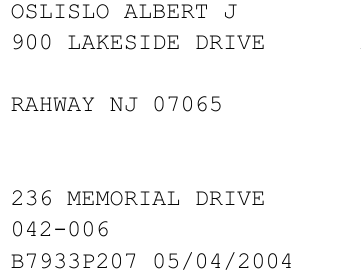 OSLISLO ALBERT J
900 LAKESIDE DRIVE
RAHWAY NJ 07065
236 MEMORIAL DRIVE
042-006
B7933P207 05/04/2004